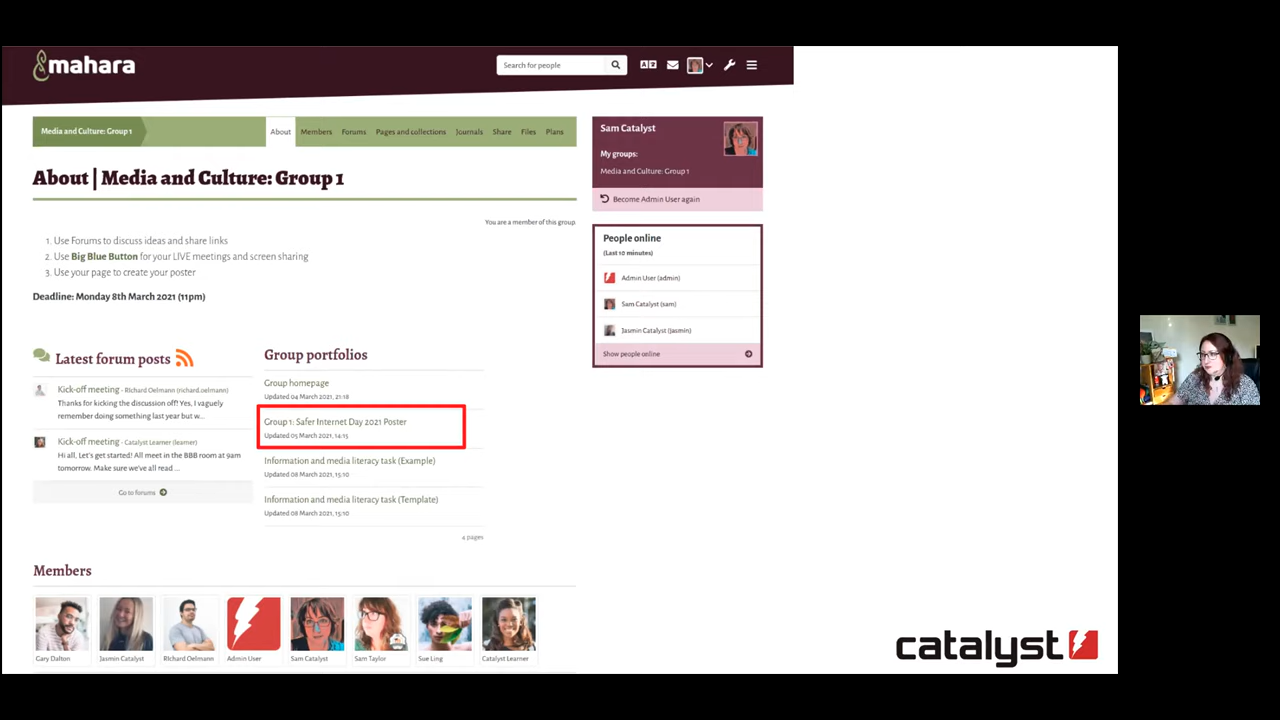 mahara
Search for people
Media and Culture: Group 1
About
Members
Forums
Pages and collections
Journals
Share
Files
Plans
About | Media and Culture: Group 1
You are a member of this group.
1. Use Forums to discuss ideas and share links
2. Use Big Blue Button for your LIVE meetings and screen sharing
3. Use your page to create your poster
Deadline: Monday 8th March 2021 (11pm)
Latest forum posts
Kick-off meeting - Richard Oelmann (richard.oelmann)
Thanks for kicking the discussion off! Yes, I vaguely
remember doing something last year but w...
Kick-off meeting - Catalyst Learner (learner)
Hi all, Let's get started! All meet in the BBB room at 9am
tomorrow. Make sure we've all read ...
Go to forums
Group portfolios
Group homepage
Updated 04 March 2021, 21:18
Group 1: Safer Internet Day 2021 Poster
Updated 05 March 2021, 14:15
Information and media literacy task (Example)
Updated 08 March 2021, 15:10
Information and media literacy task (Template)
Updated 08 March 2021, 15:10
4 pages
Members
Gary Dalton
Jasmin Catalyst
Richard Oelmann
Admin User
Sam Catalyst
Sam Taylor
Sue Ling
Catalyst Learner
Sam Catalyst
My groups:
Media and Culture: Group 1
Become Admin User again
People online
(Last 10 minutes)
Admin User (admin)
Sam Catalyst (sam)
Jasmin Catalyst (Jasmin)
Show people online
catalyst